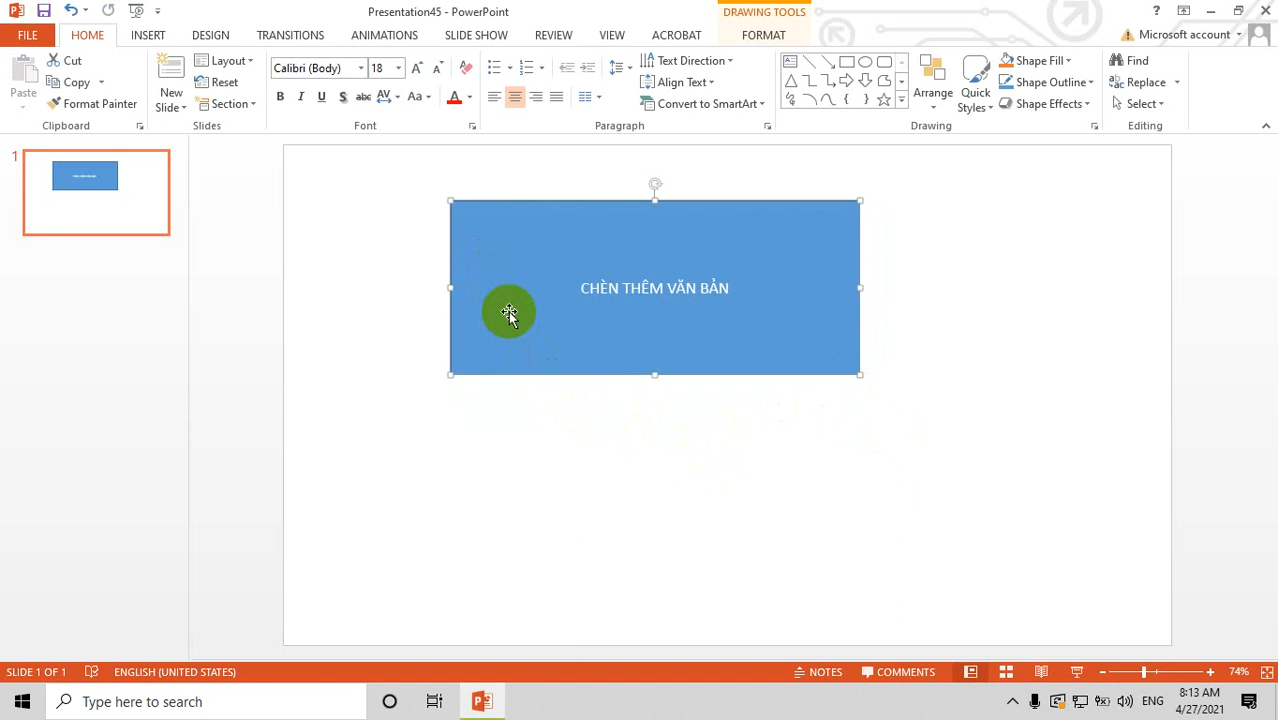 Presentation45 - PowerPoint
DRAWING TOOLS
?
FILE
HOME
INSERT
DESIGN
TRANSITIONS
ANIMATIONS
SLIDE SHOW
REVIEW
VIEW
ACROBAT
FORMAT
Microsoft account
Paste
Cut
Copy
Format Painter
Clipboard
New
Slide
Layout
Reset
Section
Slides
Calibri (Body)
18
B I U S abc AV Aa A
Font
Text Direction
Align Text
Convert to SmartArt
Paragraph
Arrange
Quick
Styles
Shape Fill
Shape Outline
Shape Effects
Drawing
Find
Replace
Select
Editing
1
CHÈN THÊM VĂN BẢN
SLIDE 1 OF 1
ENGLISH (UNITED STATES)
NOTES
COMMENTS
74%
Type here to search
ENG
8:13 AM
4/27/2021